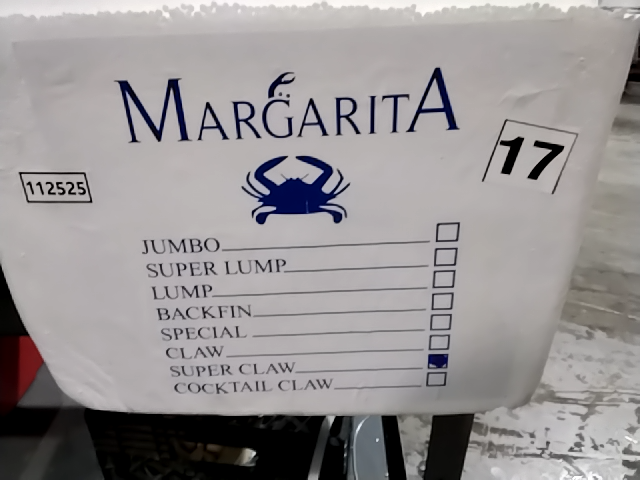 MARGARITA
17
112525
JUMBO
SUPER LUMP
LUMP
BACKFIN
SPECIAL
CLAW
SUPER CLAW
COCKTAIL CLAW